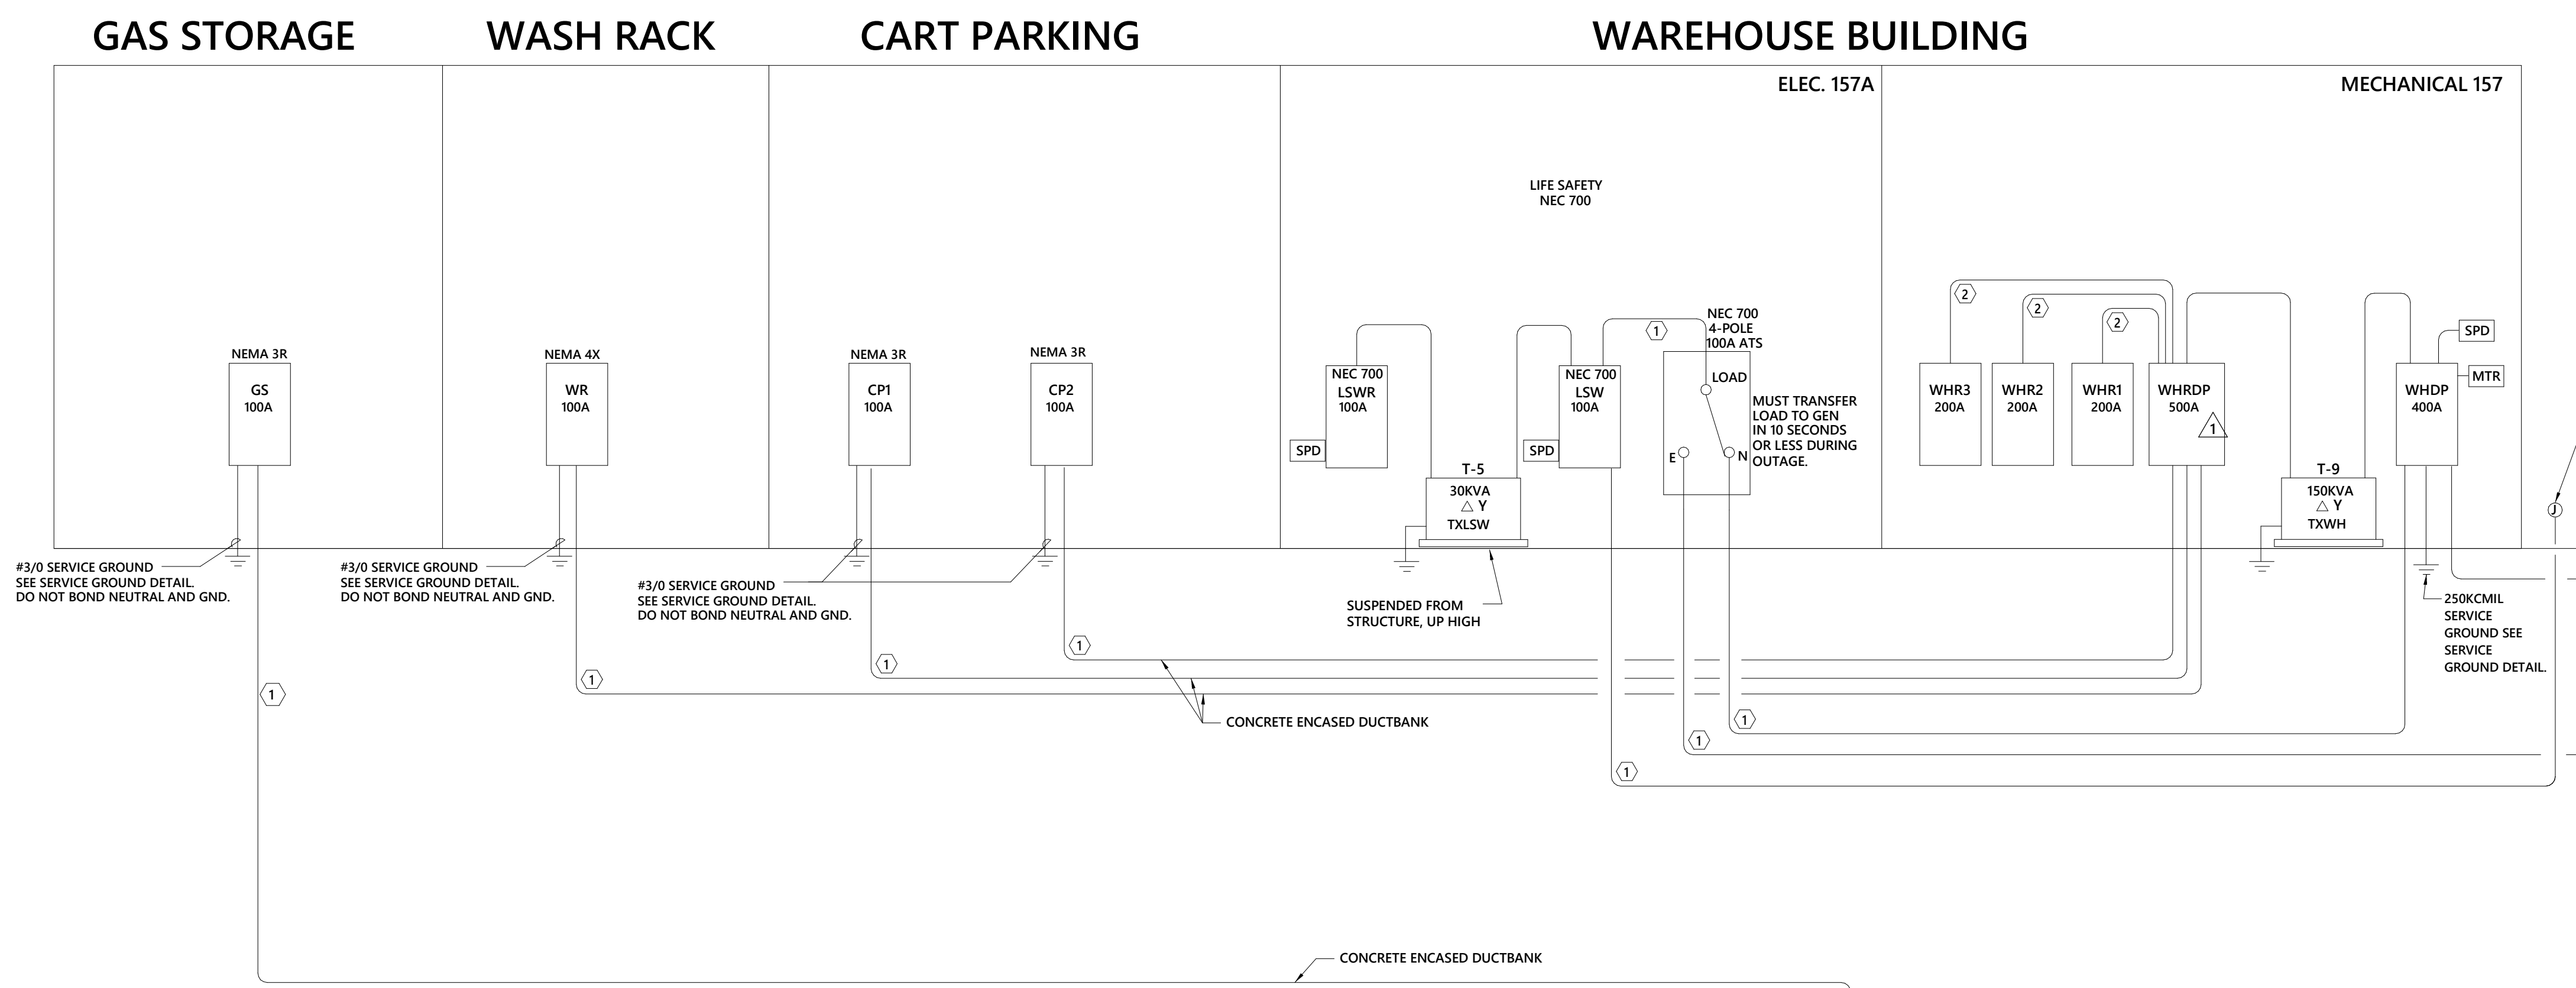 GAS STORAGE
WASH RACK
CART PARKING
WAREHOUSE BUILDING
ELEC. 157A
MECHANICAL 157
LIFE SAFETY
NEC 700
NEMA 3R
GS
100A
#3/0 SERVICE GROUND
SEE SERVICE GROUND DETAIL.
DO NOT BOND NEUTRAL AND GND.
1
NEMA 4X
WR
100A
#3/0 SERVICE GROUND
SEE SERVICE GROUND DETAIL.
DO NOT BOND NEUTRAL AND GND.
1
NEMA 3R
CP1
100A
NEMA 3R
CP2
100A
#3/0 SERVICE GROUND
SEE SERVICE GROUND DETAIL.
DO NOT BOND NEUTRAL AND GND.
1
1
CONCRETE ENCASED DUCTBANK
NEC 700
LSWR
100A
SPD
T-5
30KVA
Y
TXLSW
SUSPENDED FROM
STRUCTURE, UP HIGH
NEC 700
LSW
100A
SPD
1
NEC 700
4-POLE
100A ATS
LOAD
E
N
MUST TRANSFER
LOAD TO GEN
IN 10 SECONDS
OR LESS DURING
OUTAGE.
1
1
1
2
2
2
WHR3
200A
WHR2
200A
WHR1
200A
WHRDP
500A
1
T-9
150KVA
Y
TXWH
WHDP
400A
SPD
MTR
J
250KCMIL
SERVICE
GROUND SEE
SERVICE
GROUND DETAIL.
CONCRETE ENCASED DUCTBANK